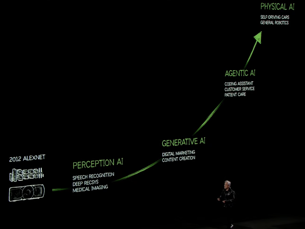 PHYSICAL AI
SELF-DRIVING CARS
GENERAL ROBOTICS
AGENTIC AI
CODING ASSISTANT
CUSTOMER SERVICE
PATIENT CARE
GENERATIVE AI
DIGITAL MARKETING
CONTENT CREATION
PERCEPTION AI
SPEECH RECOGNITION
DEEP RECSYS
MEDICAL IMAGING
2012 ALEXNET